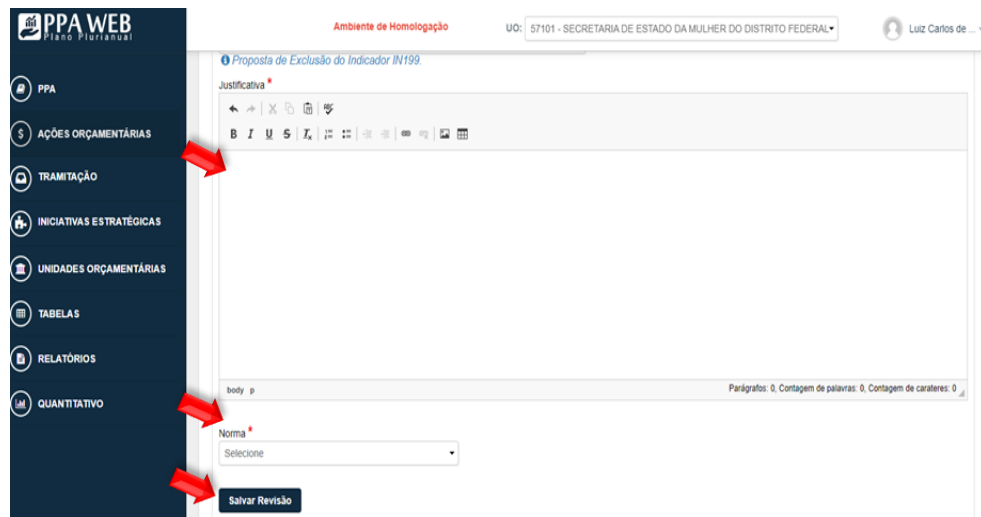 PPA WEB
Plano Plurianual
Ambiente de Homologação
UO: 57101 - SECRETARIA DE ESTADO DA MULHER DO DISTRITO FEDERAL
Luiz Carlos de ...
PPA
AÇÕES ORÇAMENTÁRIAS
TRAMITAÇÃO
INICIATIVAS ESTRATÉGICAS
UNIDADES ORÇAMENTÁRIAS
TABELAS
RELATÓRIOS
QUANTITATIVO
Proposta de Exclusão do Indicador IN199.
Justificativa *
B I U S Ix
body p
Parágrafos: 0, Contagem de palavras: 0, Contagem de carateres: 0
Norma *
Selecione
Salvar Revisão